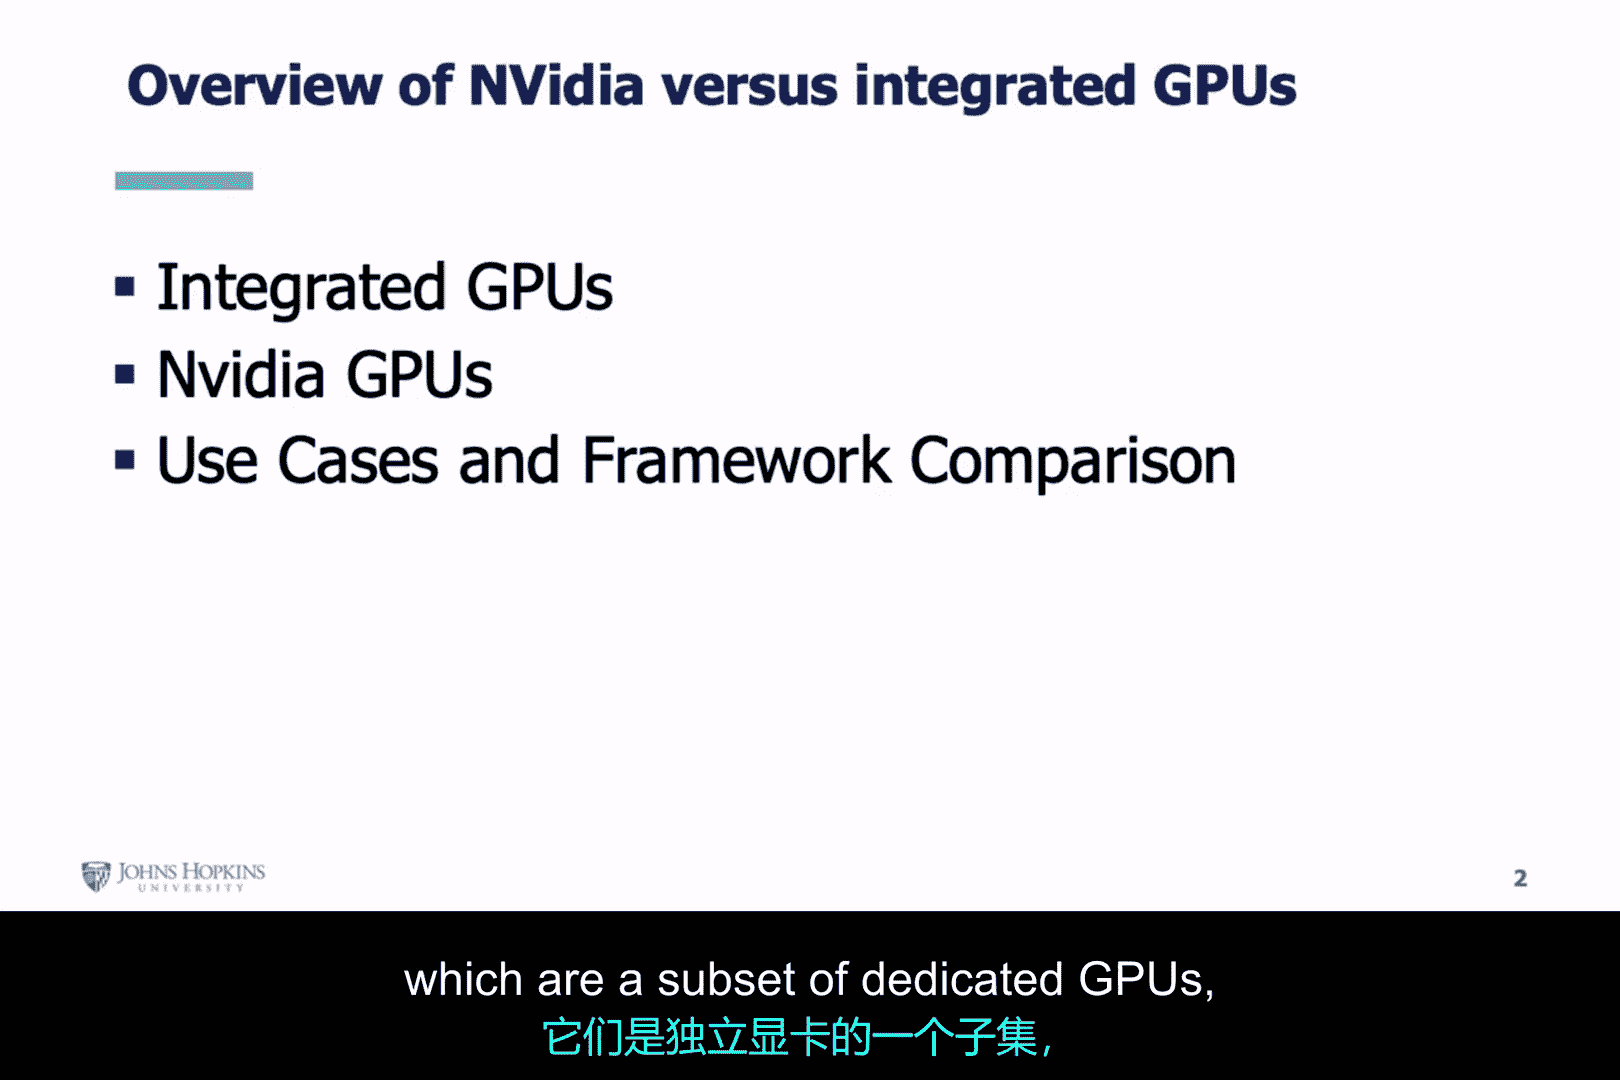 Overview of NVidia versus integrated GPUs
▪ Integrated GPUs
▪ Nvidia GPUs
▪ Use Cases and Framework Comparison
JOHNS HOPKINS
UNIVERSITY
2
which are a subset of dedicated GPUs,
它们是独立显卡的一个子集，